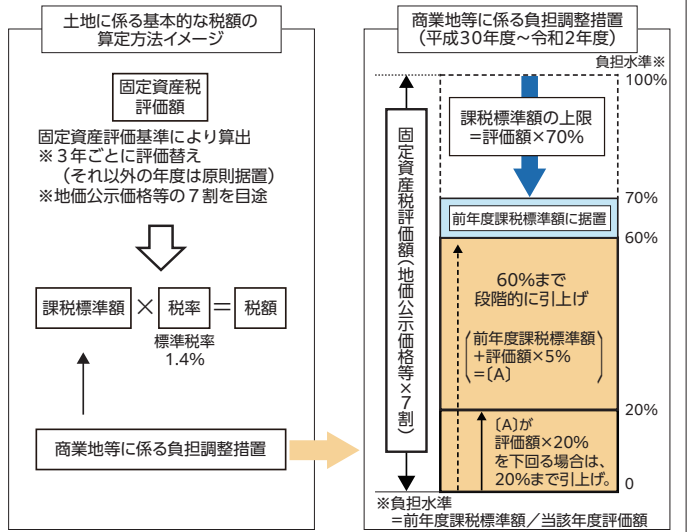 土地に係る基本的な税額の
算定方法イメージ
固定資産税
評価額
固定資産評価基準により算出
※３年ごとに評価替え
（それ以外の年度は原則据置）
※地価公示価格等の７割を目途
課税標準額 × 税率 ＝ 税額
標準税率
1.4%
商業地等に係る負担調整措置
商業地等に係る負担調整措置
（平成30年度～令和2年度）
負担水準※
100%
固定資産税評価額（地価公示価格等×７割）
課税標準額の上限
＝評価額×70%
70%
前年度課税標準額に据置
60%
60%まで
段階的に引上げ
（前年度課税標準額
＋評価額×5%
＝〔A〕）
20%
〔A〕が
評価額×20%
を下回る場合は、
20%まで引上げ。
0
※負担水準
＝前年度課税標準額／当該年度評価額